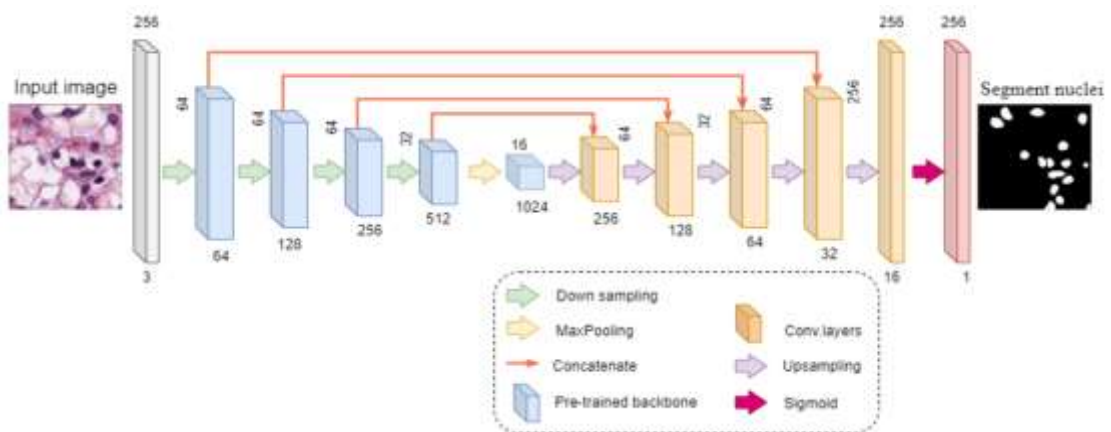 256
256
256
Input image
Segment nuclei
64
64
64
32
16
64
32
64
256
3
64
128
256
512
1024
256
128
64
32
16
1
Down sampling
MaxPooling
Conv.layers
Concatenate
Upsampling
Pre-trained backbone
Sigmoid